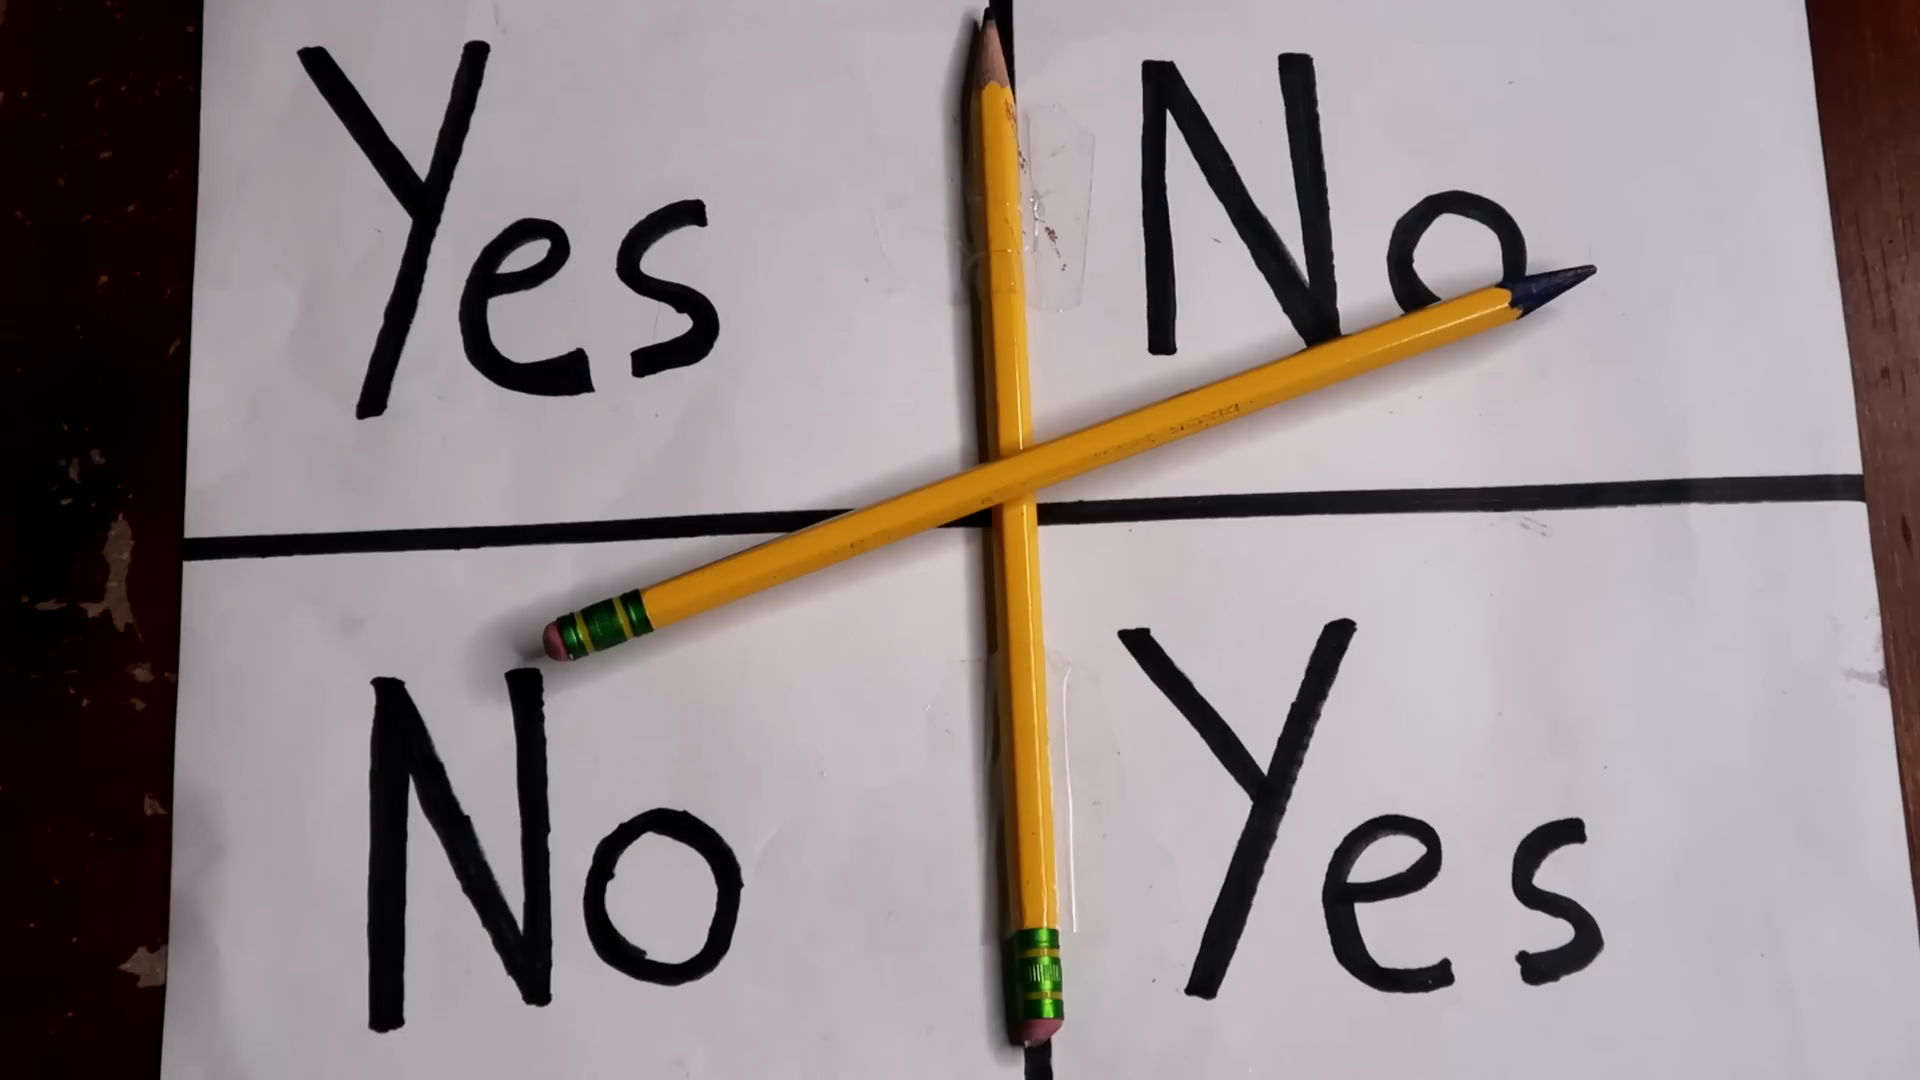 Yes No
No Yes